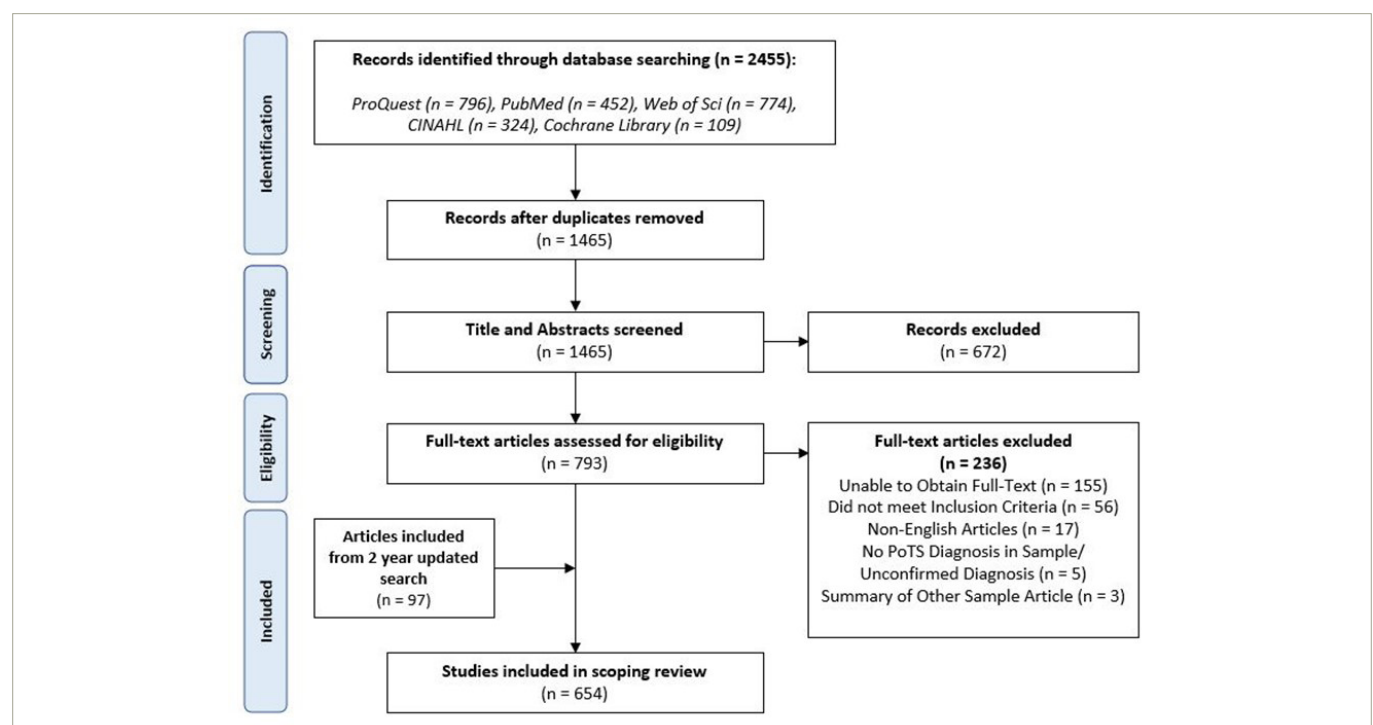 Identification
Records identified through database searching (n = 2455):
ProQuest (n = 796), PubMed (n = 452), Web of Sci (n = 774),
CINAHL (n = 324), Cochrane Library (n = 109)
Records after duplicates removed
(n = 1465)
Screening
Title and Abstracts screened
(n = 1465)
Records excluded
(n = 672)
Eligibility
Full-text articles assessed for eligibility
(n = 793)
Full-text articles excluded
(n = 236)
Unable to Obtain Full-Text (n = 155)
Did not meet Inclusion Criteria (n = 56)
Non-English Articles (n = 17)
No PoTS Diagnosis in Sample/
Unconfirmed Diagnosis (n = 5)
Summary of Other Sample Article (n = 3)
Included
Articles included
from 2 year updated
search
(n = 97)
Studies included in scoping review
(n = 654)